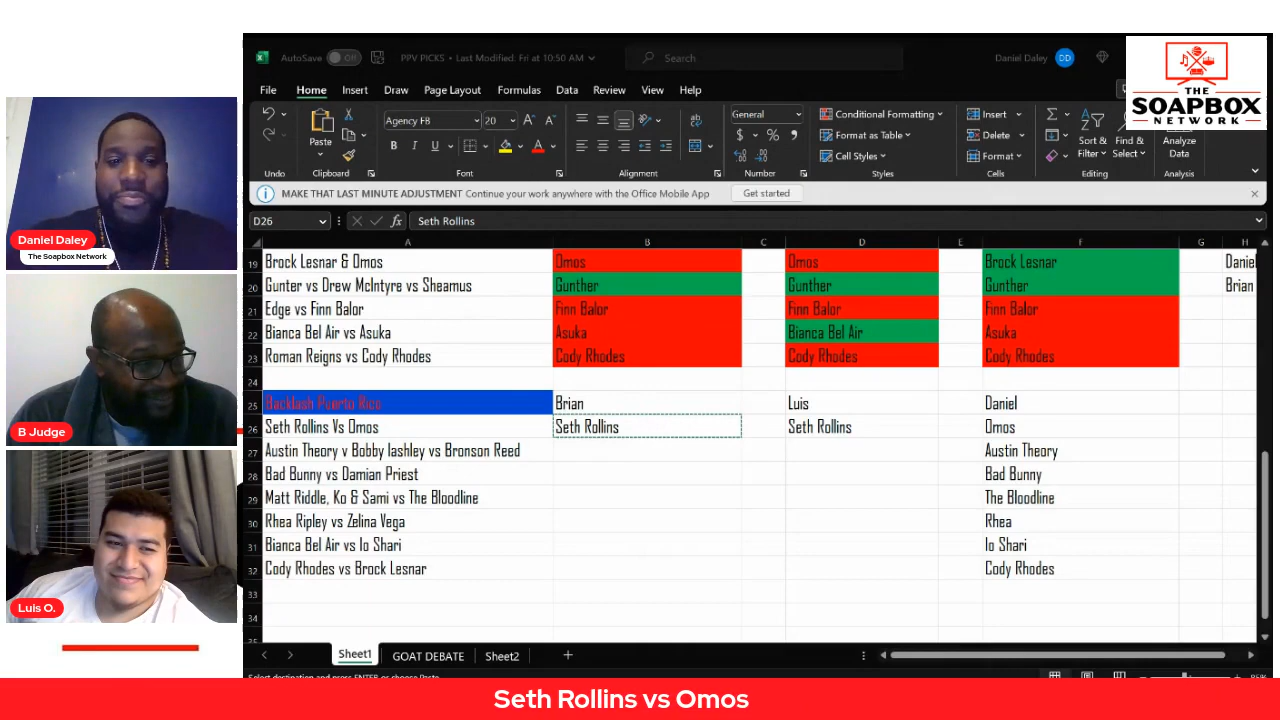 AutoSave Off PPV PICKS • Last Modified: Fri at 10:50 AM Search Daniel Daley DD
THE
SOAPBOX
NETWORK
File Home Insert Draw Page Layout Formulas Data Review View Help
Paste
Agency FB 20
B I U
General
$ % 9
Conditional Formatting
Format as Table
Cell Styles
Insert
Delete
Format
Sort & Filter
Find & Select
Analyze Data
Undo Clipboard Font Alignment Number Styles Cells Editing Analysis
MAKE THAT LAST MINUTE ADJUSTMENT Continue your work anywhere with the Office Mobile App Get started
D26 fx Seth Rollins
A B C D E F G H
19 Brock Lesnar & Omos Omos Omos Brock Lesnar Daniel
20 Gunter vs Drew McIntyre vs Sheamus Gunther Gunther Gunther Brian
21 Edge vs Finn Balor Finn Balor Finn Balor Finn Balor
22 Bianca Bel Air vs Asuka Asuka Bianca Bel Air Asuka
23 Roman Reigns vs Cody Rhodes Cody Rhodes Cody Rhodes Cody Rhodes
24
25 Backlash Puerto Rico Brian Luis Daniel
26 Seth Rollins Vs Omos Seth Rollins Seth Rollins Omos
27 Austin Theory v Bobby lashley vs Bronson Reed Austin Theory
28 Bad Bunny vs Damian Priest Bad Bunny
29 Matt Riddle, Ko & Sami vs The Bloodline The Bloodline
30 Rhea Ripley vs Zelina Vega Rhea
31 Bianca Bel Air vs Io Shari Io Shari
32 Cody Rhodes vs Brock Lesnar Cody Rhodes
33
34
35
Sheet1 GOAT DEBATE Sheet2
Select destination and press ENTER or choose Paste
Daniel Daley
The Soapbox Network
B Judge
Luis O.
Seth Rollins vs Omos